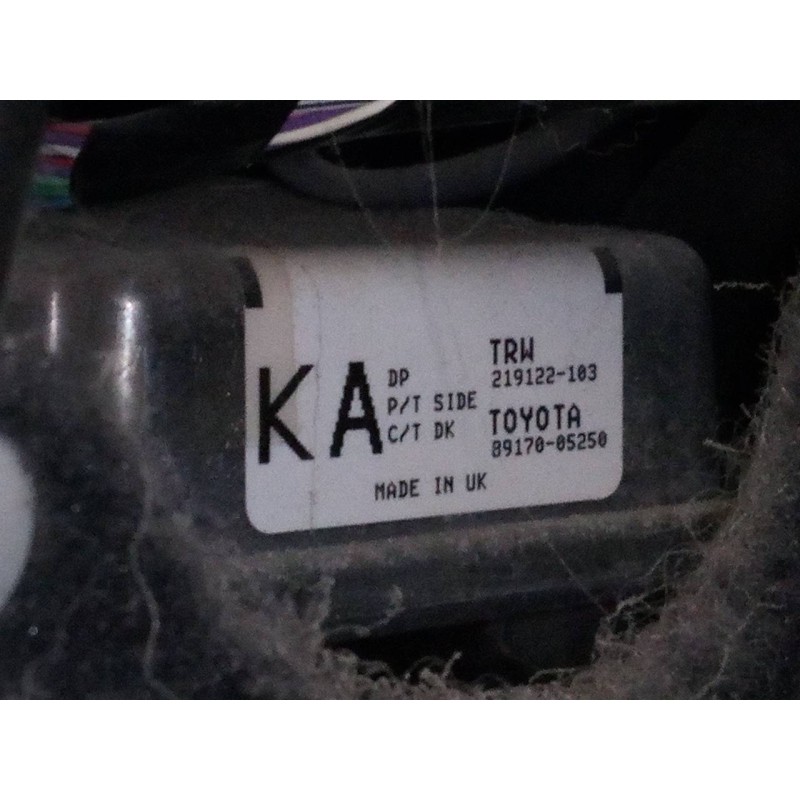 KA
DP
P/T SIDE
C/T DK
TRW
219122-103
TOYOTA
89170-05250
MADE IN UK